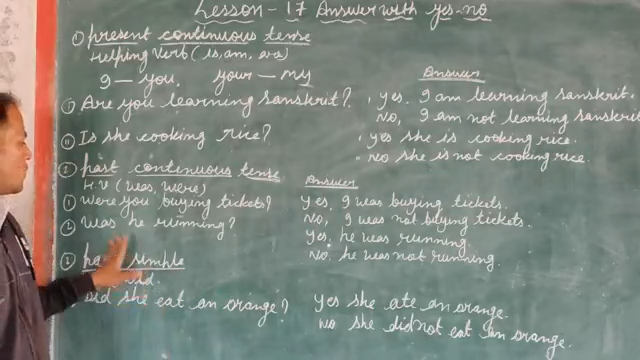 Lesson - 17 Answer with yes-no
① present continuous tense
Helping verb (is, am, are)
I — you, your — my
Answer
① Are you learning sanskrit? , yes, I am learning sanskrit.
No, I am not learning sanskrit
② Is she cooking rice? , yes she is cooking rice.
. no she is not cooking rice.
② past continuous tense
H.V (was, were)
Answer
① Were you buying tickets? Yes, I was buying tickets.
No, I was not buying tickets.
② Was he running? Yes, he was running.
No, he was not running.
simple
Did she eat an orange? Yes she ate an orange.
No she did not eat an orange.